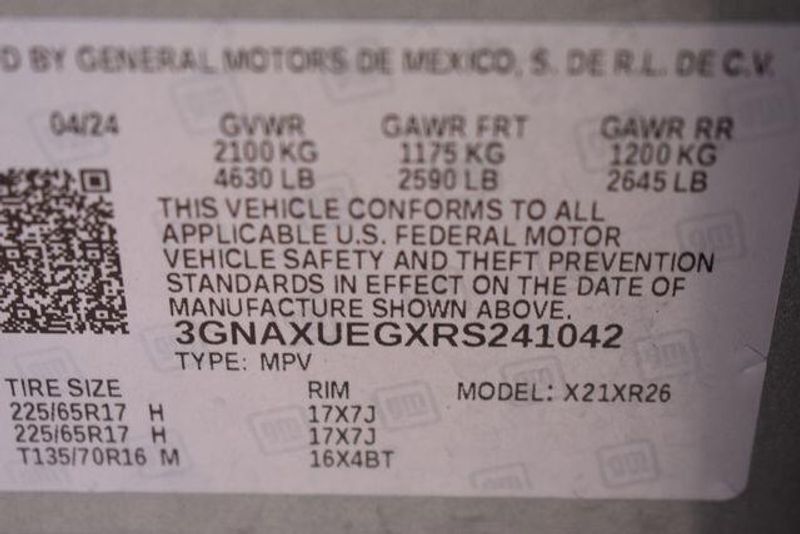 D BY GENERAL MOTORS DE MEXICO, S. DE R.L. DE C.V.
04/24 GVWR GAWR FRT GAWR RR
2100 KG 1175 KG 1200 KG
4630 LB 2590 LB 2645 LB
THIS VEHICLE CONFORMS TO ALL
APPLICABLE U.S. FEDERAL MOTOR
VEHICLE SAFETY AND THEFT PREVENTION
STANDARDS IN EFFECT ON THE DATE OF
MANUFACTURE SHOWN ABOVE.
3GNAXUEGXRS241042
TYPE: MPV
TIRE SIZE RIM MODEL: X21XR26
225/65R17 H 17X7J
225/65R17 H 17X7J
T135/70R16 M 16X4BT